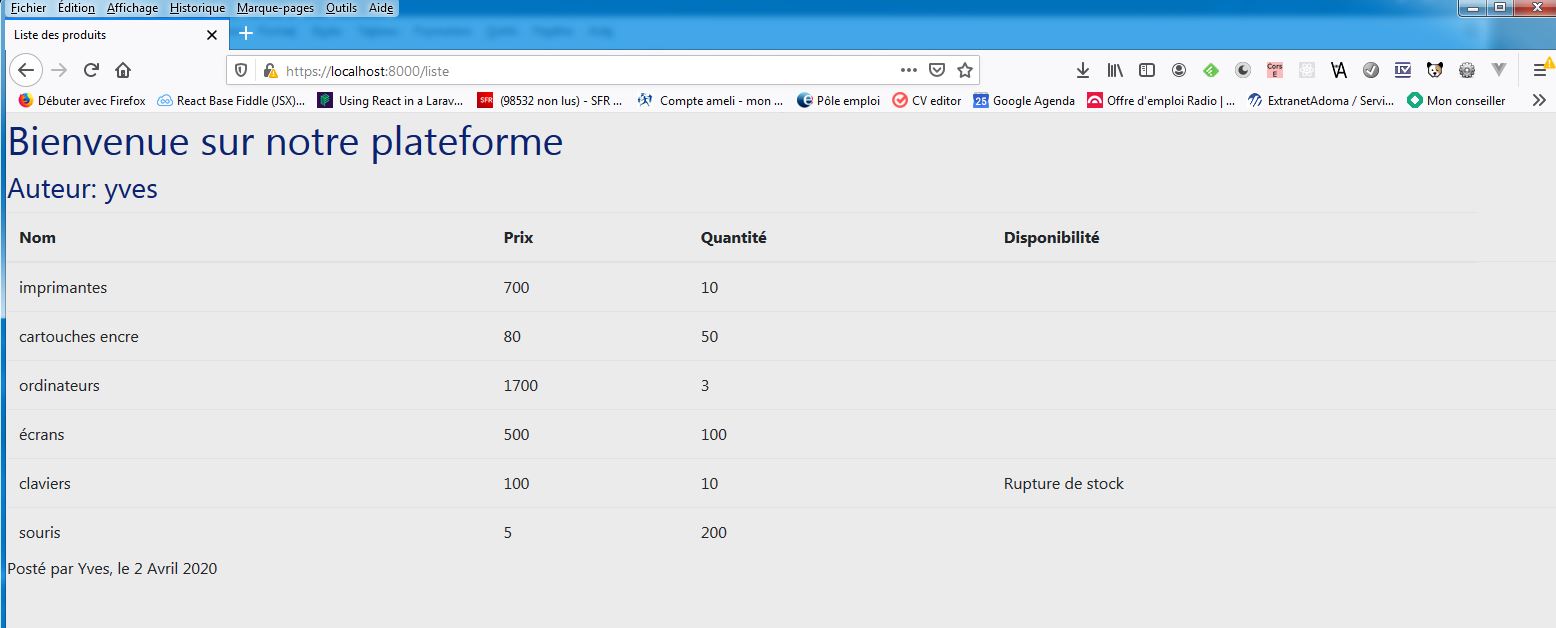 Fichier Édition Affichage Historique Marque-pages Outils Aide
Liste des produits
https://localhost:8000/liste
Débuter avec Firefox React Base Fiddle (JSX)... Using React in a Larav... SFR (98532 non lus) - SFR ... Compte ameli - mon ... Pôle emploi CV editor 25 Google Agenda Offre d'emploi Radio | ... ExtranetAdoma / Servi... Mon conseiller
Bienvenue sur notre plateforme
Auteur: yves
Nom Prix Quantité Disponibilité
imprimantes 700 10
cartouches encre 80 50
ordinateurs 1700 3
écrans 500 100
claviers 100 10 Rupture de stock
souris 5 200
Posté par Yves, le 2 Avril 2020